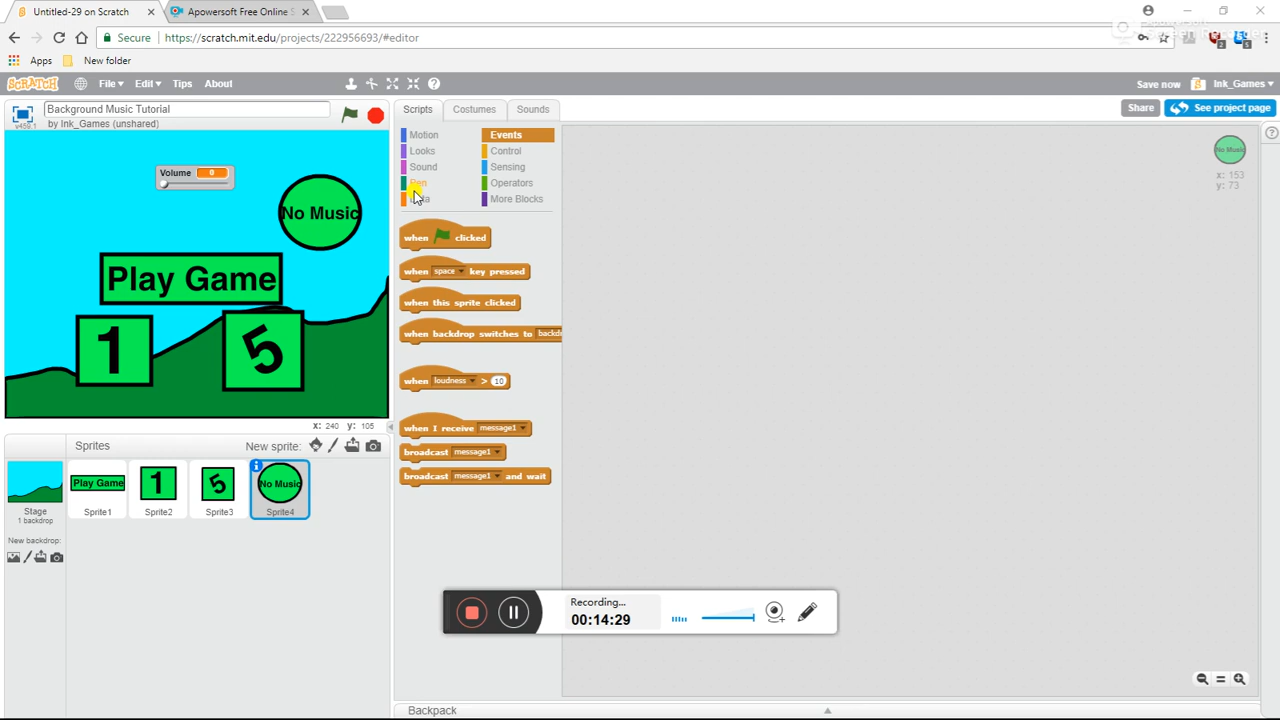 Untitled-29 on Scratch
Apowersoft Free Online S
Secure https://scratch.mit.edu/projects/222956693/#editor
2 5
Apps New folder
SCRATCH File Edit Tips About Save now Ink_Games
Background Music Tutorial
v459.1 by Ink_Games (unshared)
Scripts Costumes Sounds
Share See project page
Motion Events
Looks Control
Sound Sensing
Pen Operators
More Blocks
Volume 0
No Music
Play Game
1 5
when clicked
when space key pressed
when this sprite clicked
when backdrop switches to
when loudness > 10
when I receive message1
broadcast message1
broadcast message1 and wait
No Music
x: 153
y: 73
x: 240 y: 105
Sprites New sprite:
Play Game 1 5 No Music
Stage Sprite1 Sprite2 Sprite3 Sprite4
1 backdrop
New backdrop:
Recording...
00:14:29
Backpack